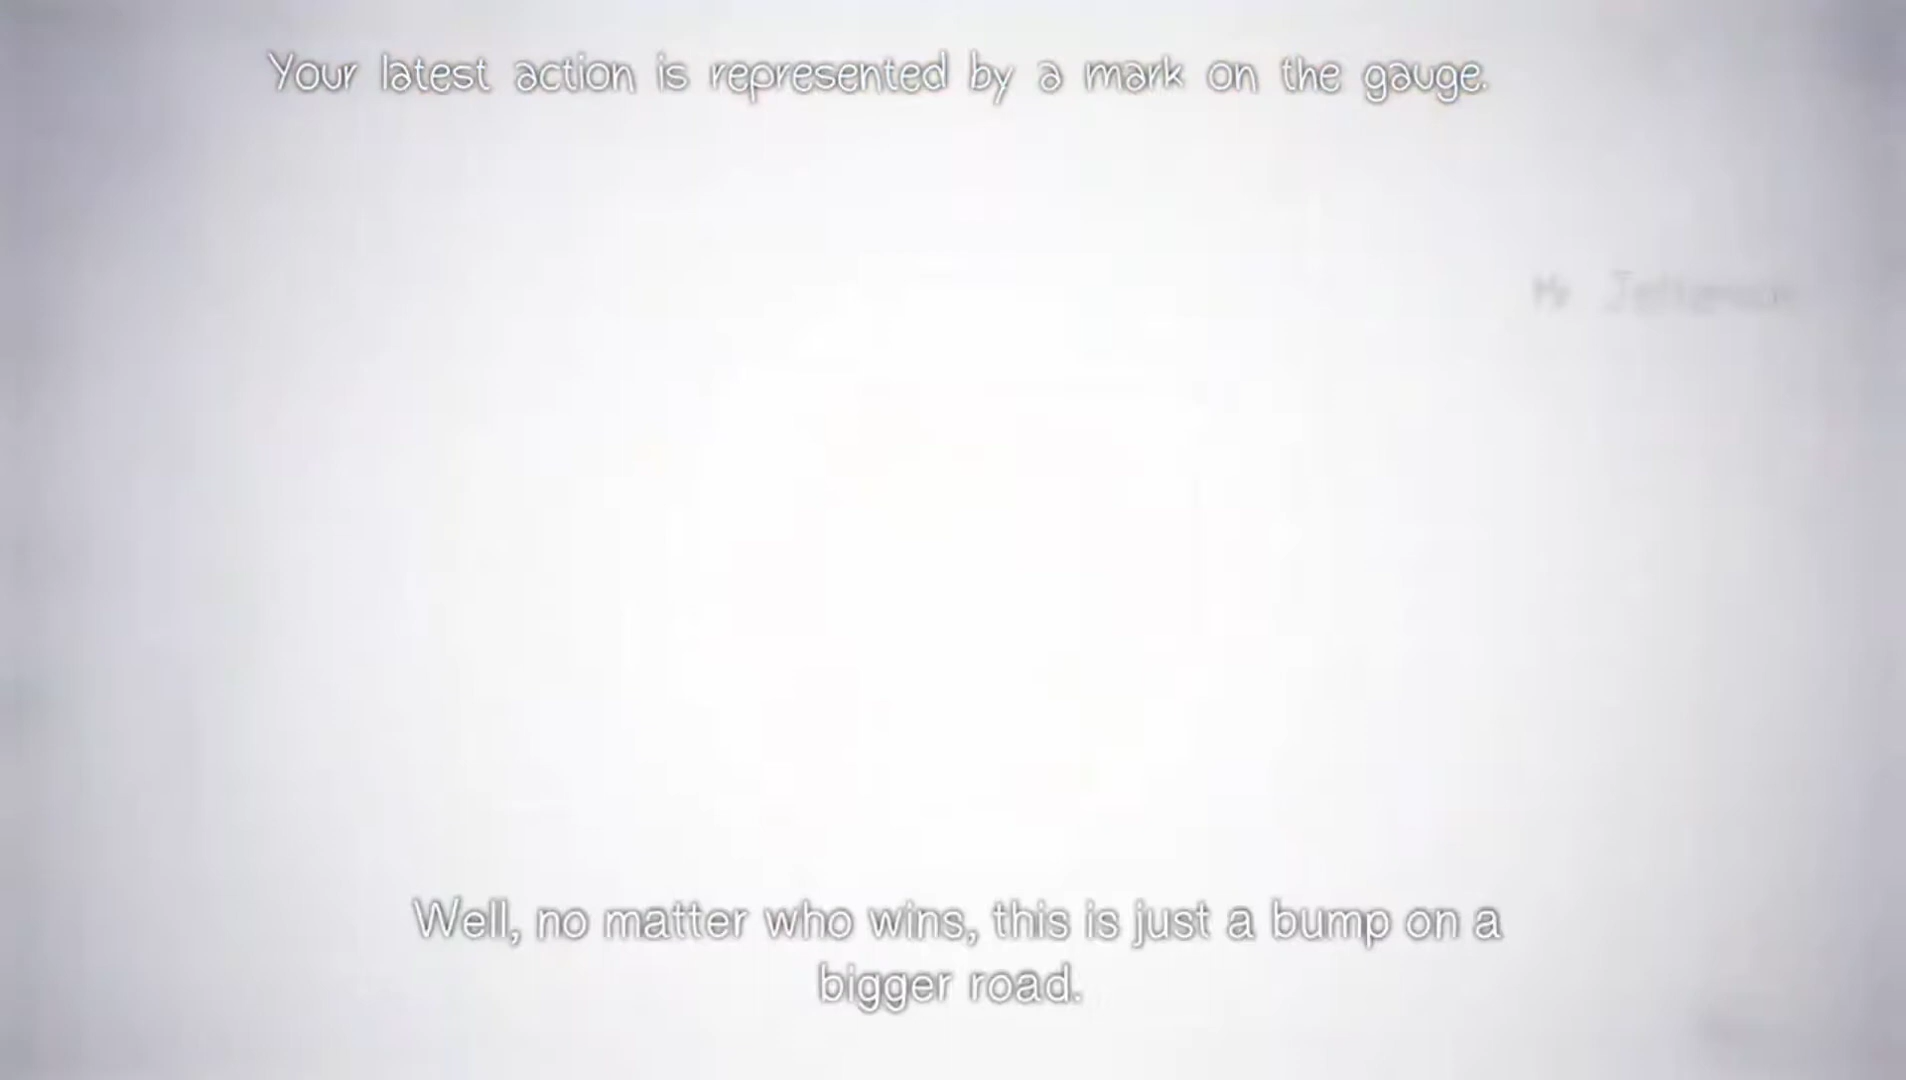 Your latest action is represented by a mark on the gauge.
Well, no matter who wins, this is just a bump on a
bigger road.